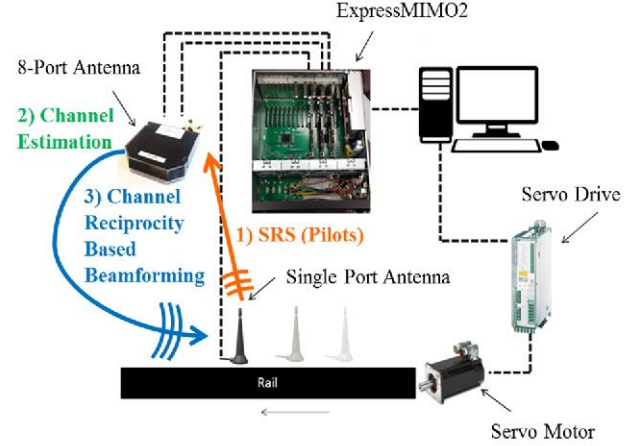 ExpressMIMO2
8-Port Antenna
2) Channel
Estimation
3) Channel
Reciprocity
Based
Beamforming
1) SRS (Pilots)
Servo Drive
Single Port Antenna
Rail
Servo Motor